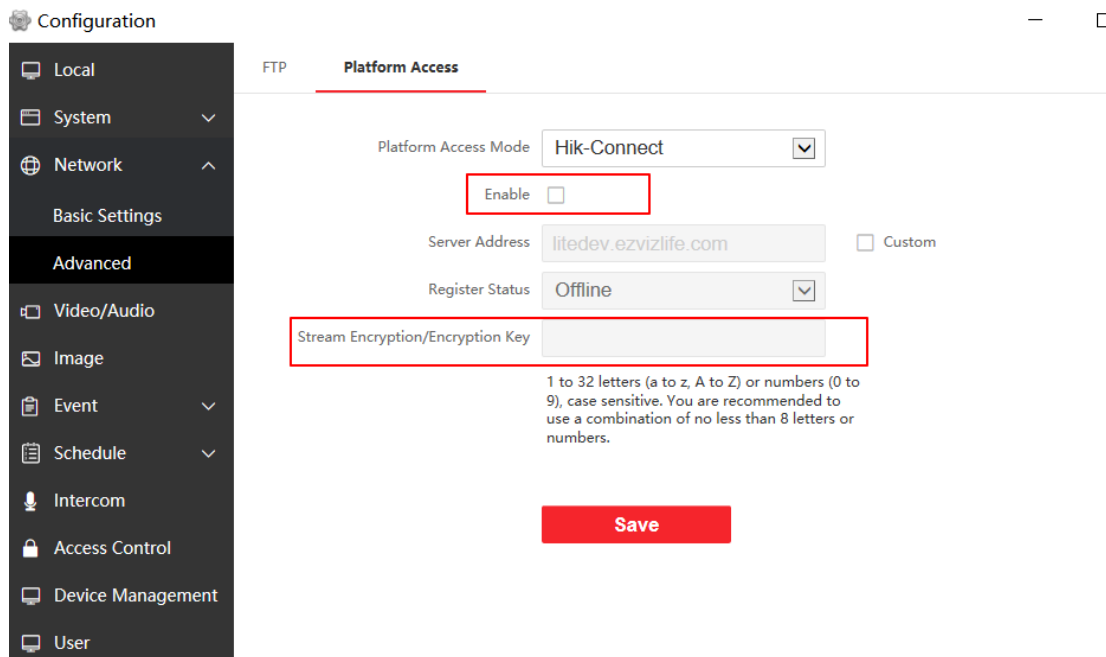 Configuration
Local
System
Network
Basic Settings
Advanced
Video/Audio
Image
Event
Schedule
Intercom
Access Control
Device Management
User
FTP
Platform Access
Platform Access Mode
Hik-Connect
Enable
Server Address
litedev.ezvizlife.com
Custom
Register Status
Offline
Stream Encryption/Encryption Key
1 to 32 letters (a to z, A to Z) or numbers (0 to
9), case sensitive. You are recommended to
use a combination of no less than 8 letters or
numbers.
Save